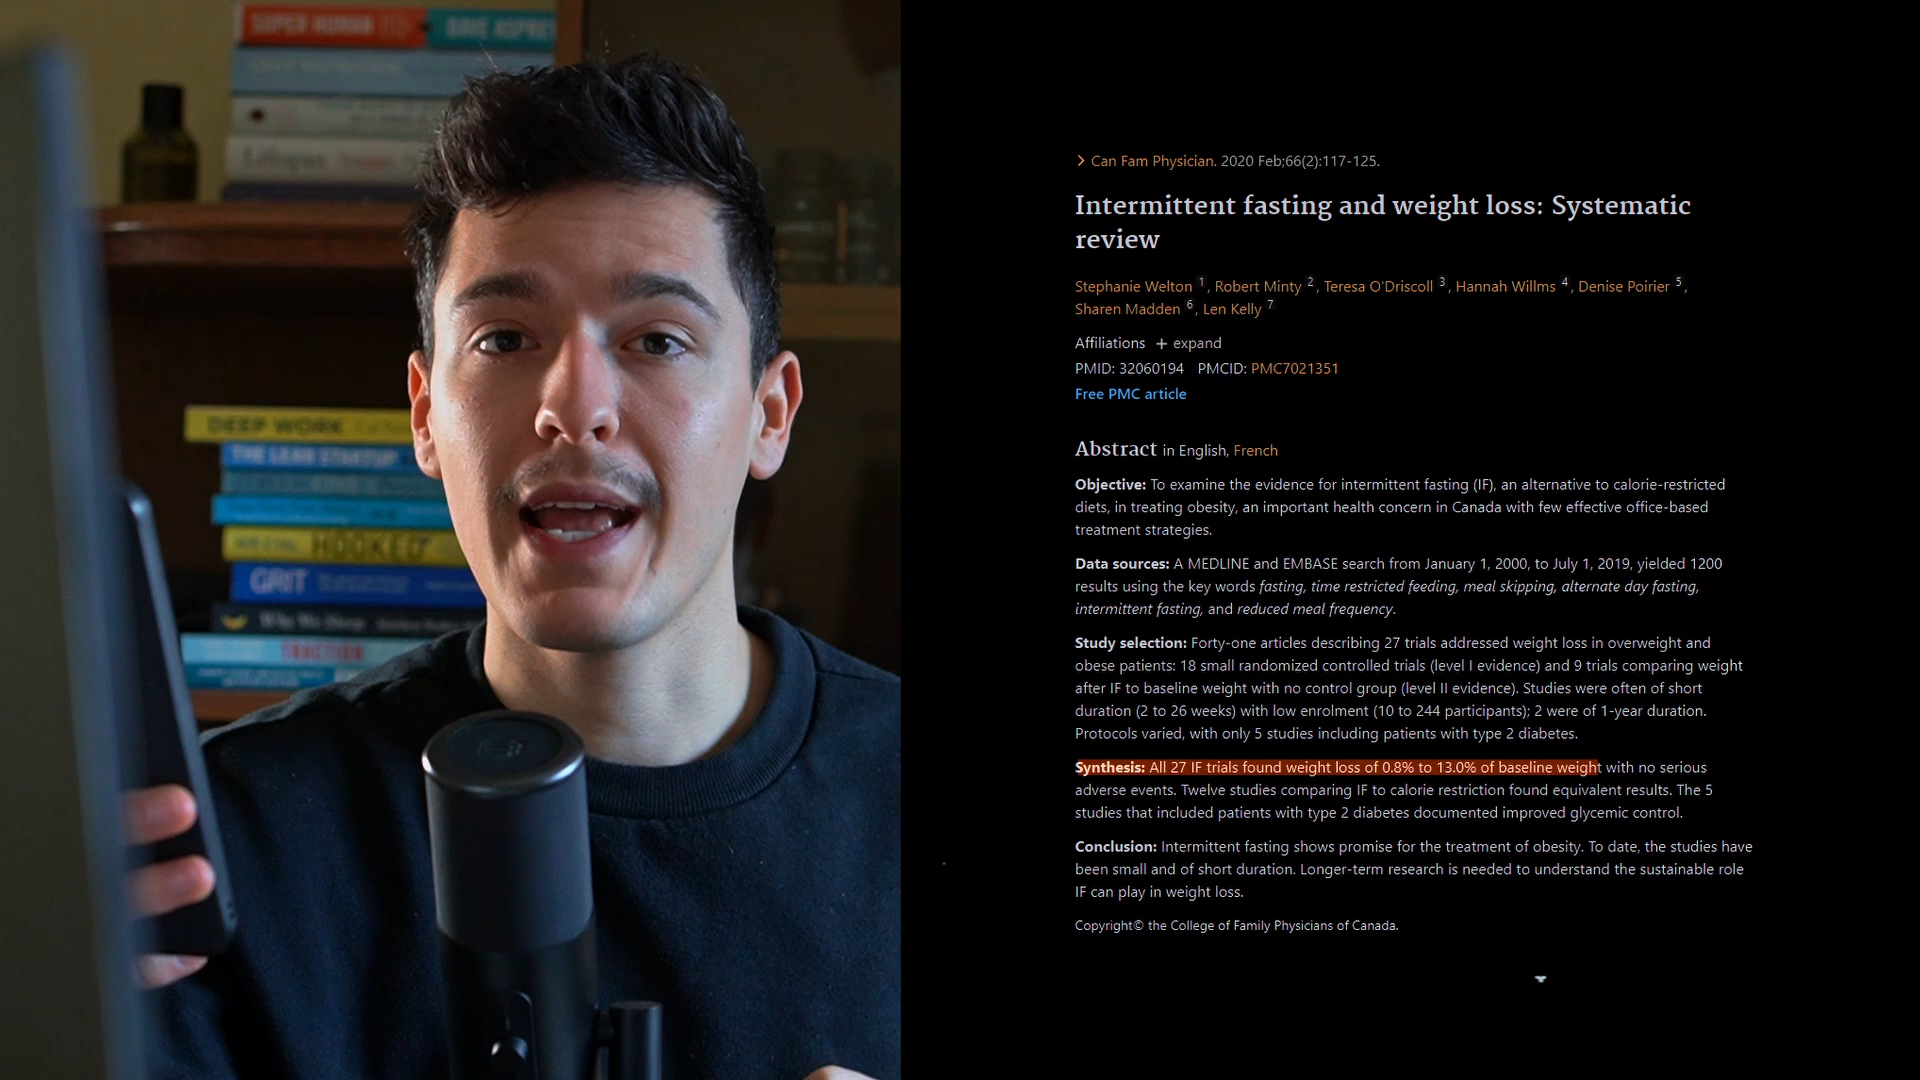 SUPER HUMAN
DAVE ASPREY
Lifespan
DEEP WORK
THE LEAN STARTUP
HOOKED
GRIT
Why We Sleep
TRACTION
Can Fam Physician. 2020 Feb;66(2):117-125.
Intermittent fasting and weight loss: Systematic
review
Stephanie Welton 1, Robert Minty 2, Teresa O'Driscoll 3, Hannah Willms 4, Denise Poirier 5,
Sharen Madden 6, Len Kelly 7
Affiliations + expand
PMID: 32060194 PMCID: PMC7021351
Free PMC article
Abstract in English, French
Objective: To examine the evidence for intermittent fasting (IF), an alternative to calorie-restricted
diets, in treating obesity, an important health concern in Canada with few effective office-based
treatment strategies.
Data sources: A MEDLINE and EMBASE search from January 1, 2000, to July 1, 2019, yielded 1200
results using the key words fasting, time restricted feeding, meal skipping, alternate day fasting,
intermittent fasting, and reduced meal frequency.
Study selection: Forty-one articles describing 27 trials addressed weight loss in overweight and
obese patients: 18 small randomized controlled trials (level I evidence) and 9 trials comparing weight
after IF to baseline weight with no control group (level II evidence). Studies were often of short
duration (2 to 26 weeks) with low enrolment (10 to 244 participants); 2 were of 1-year duration.
Protocols varied, with only 5 studies including patients with type 2 diabetes.
Synthesis: All 27 IF trials found weight loss of 0.8% to 13.0% of baseline weight with no serious
adverse events. Twelve studies comparing IF to calorie restriction found equivalent results. The 5
studies that included patients with type 2 diabetes documented improved glycemic control.
Conclusion: Intermittent fasting shows promise for the treatment of obesity. To date, the studies have
been small and of short duration. Longer-term research is needed to understand the sustainable role
IF can play in weight loss.
Copyright© the College of Family Physicians of Canada.